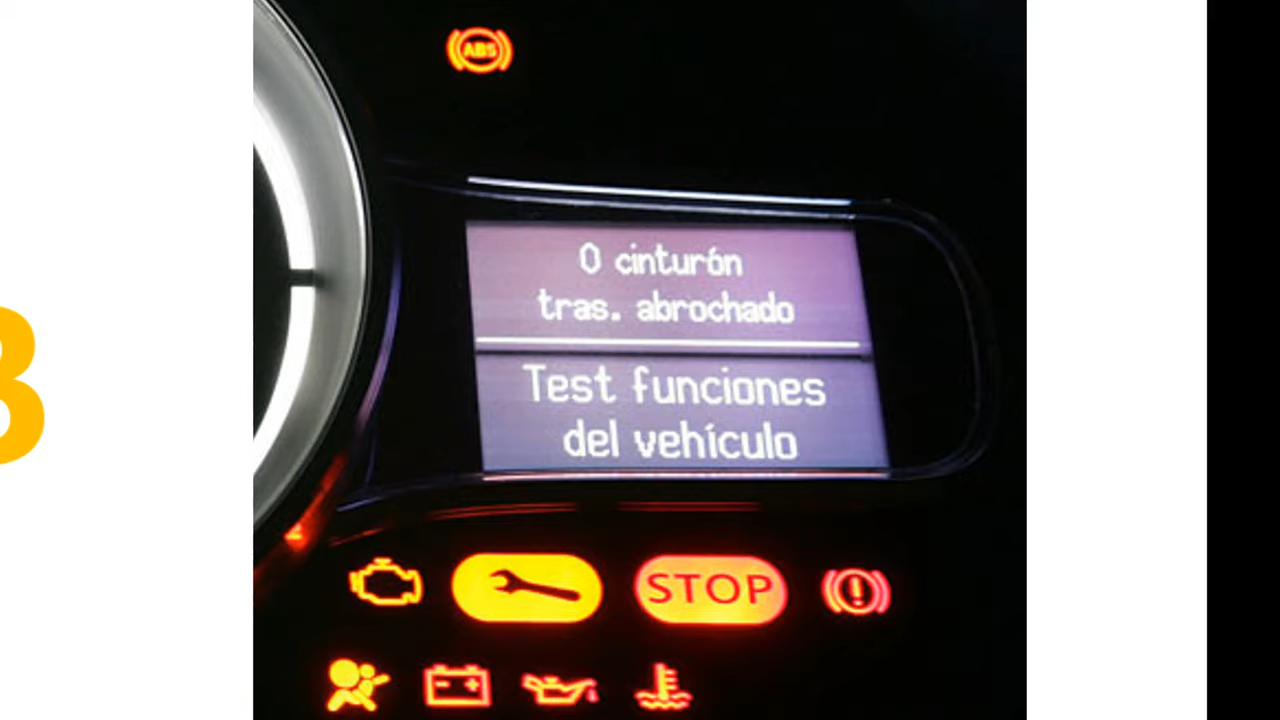 ABS
0 cinturón
tras. abrochado
Test funciones
del vehículo
STOP